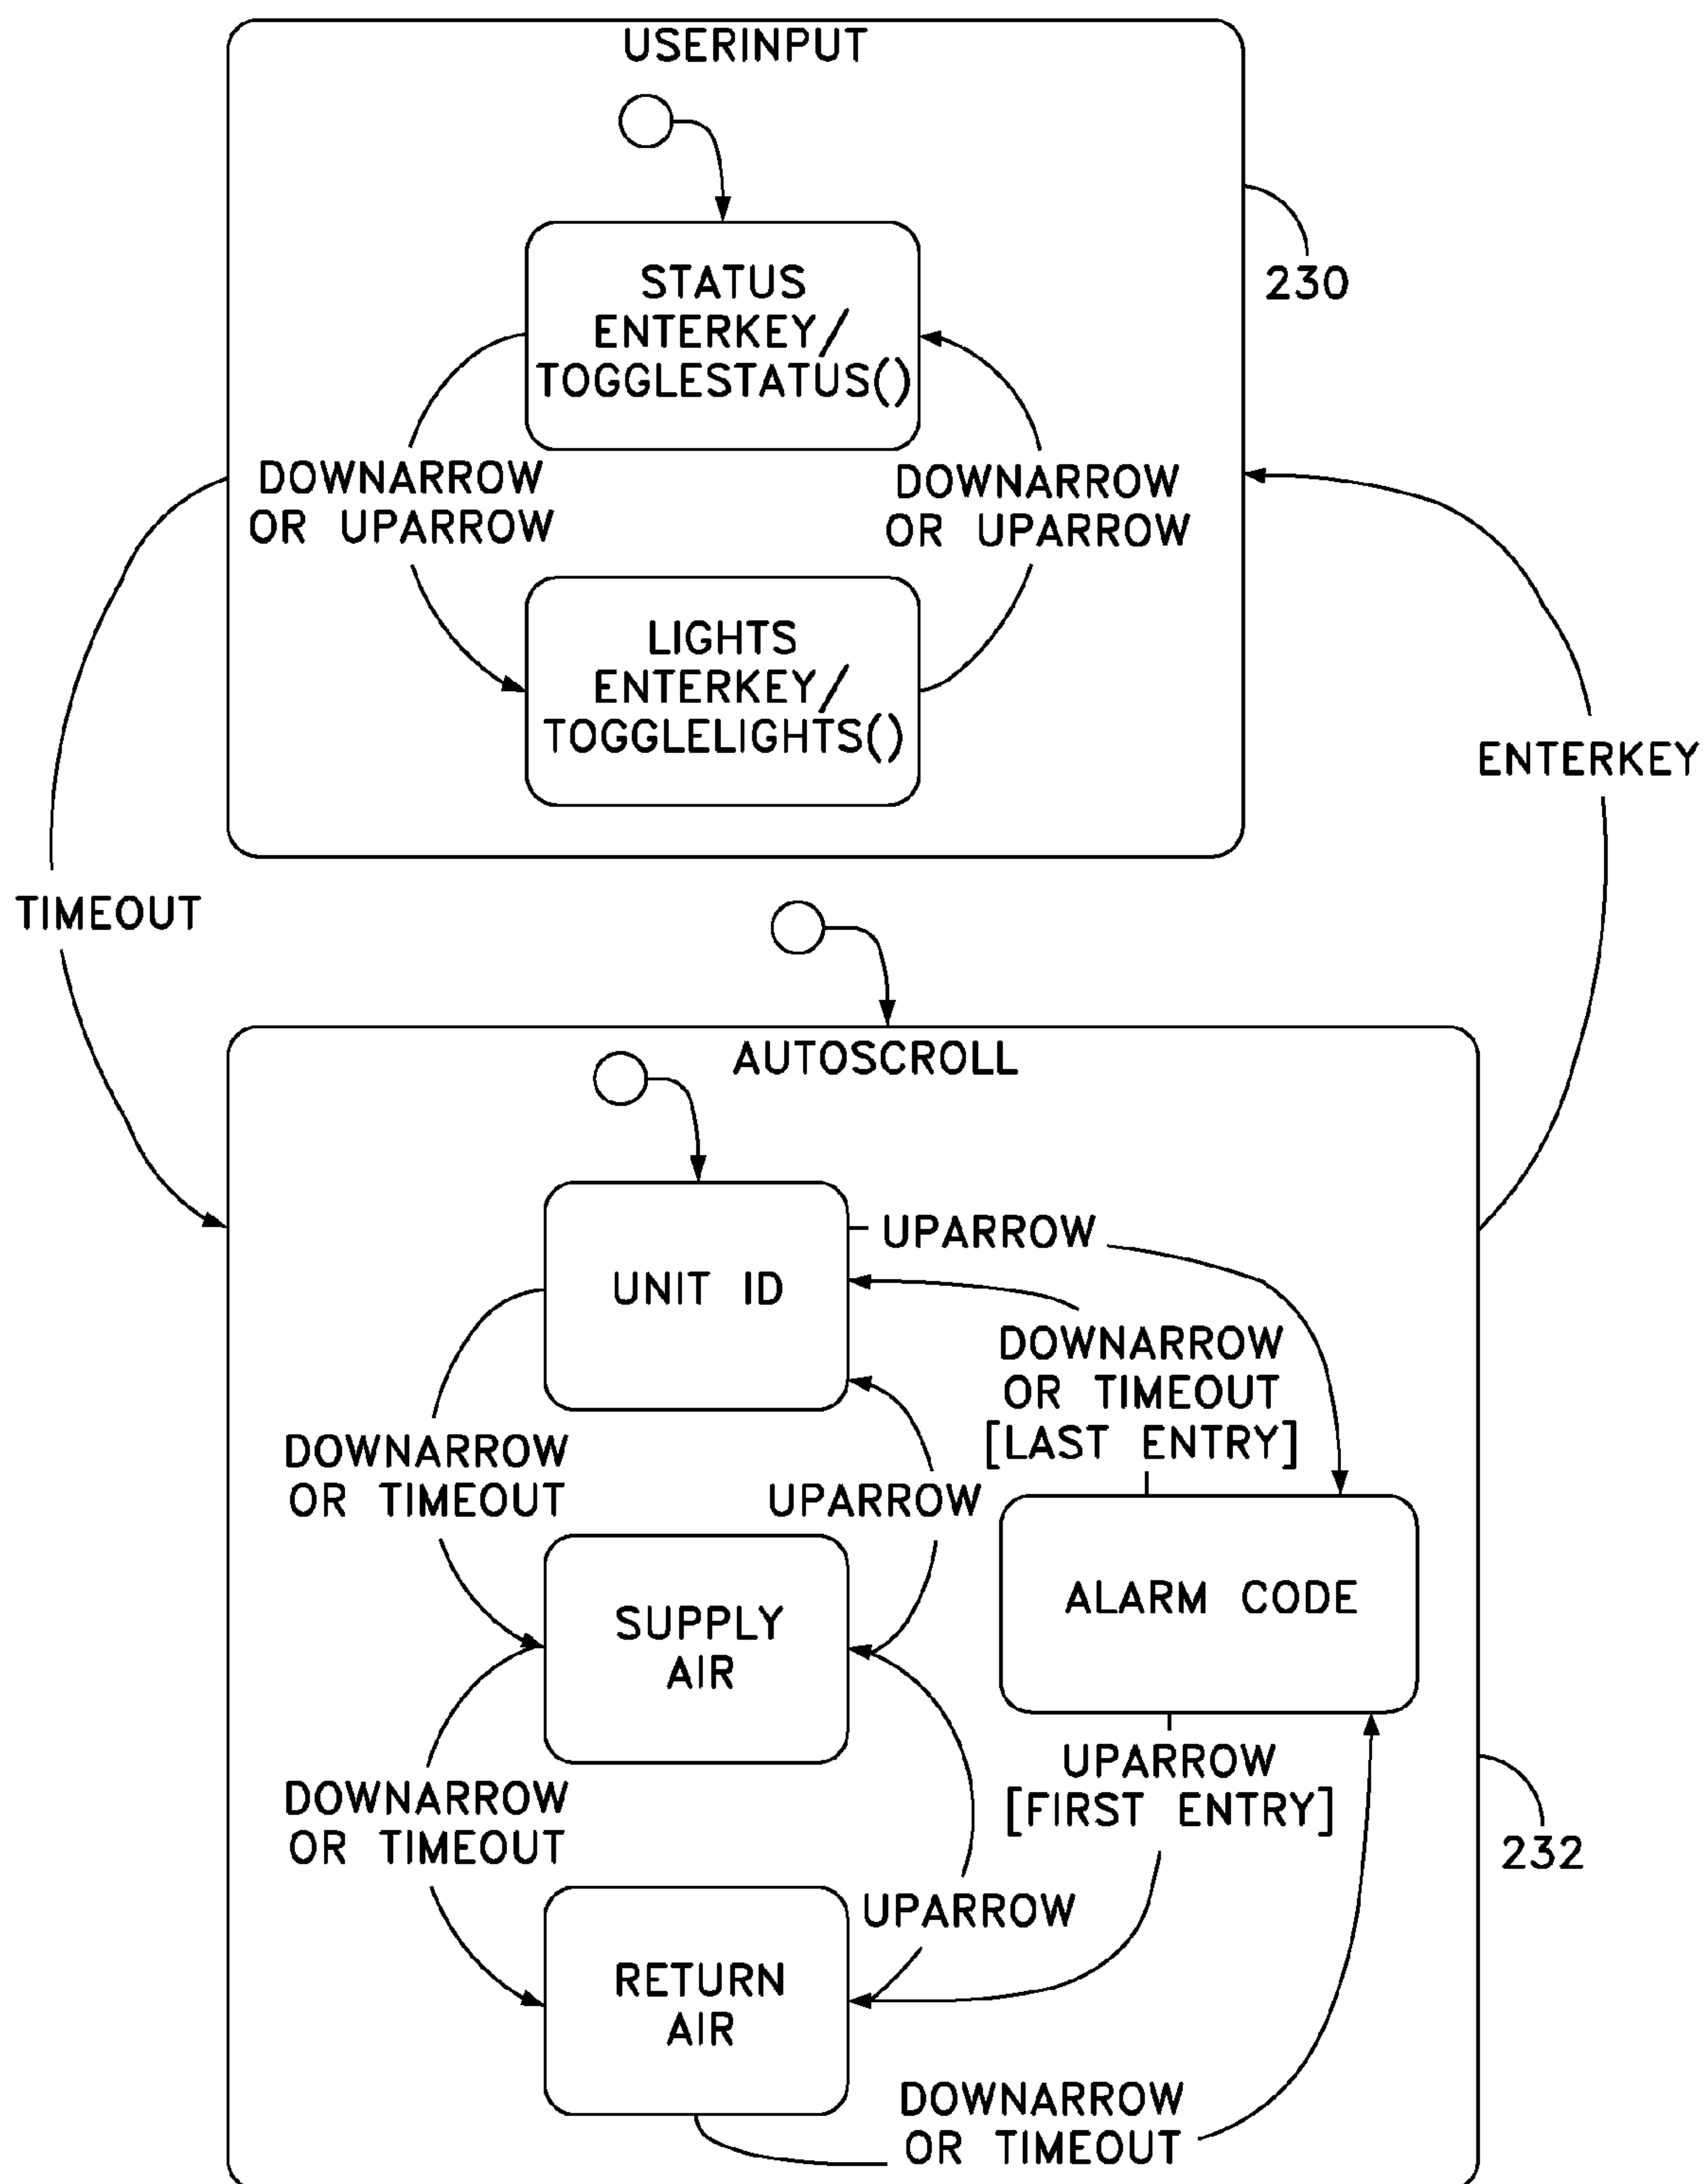 USERINPUT
STATUS
ENTERKEY/
TOGGLESTATUS()
230
DOWNARROW
OR UPARROW
DOWNARROW
OR UPARROW
LIGHTS
ENTERKEY/
TOGGLELIGHTS()
ENTERKEY
TIMEOUT
AUTOSCROLL
UPARROW
UNIT ID
DOWNARROW
OR TIMEOUT
[LAST ENTRY]
DOWNARROW
OR TIMEOUT
UPARROW
ALARM CODE
SUPPLY
AIR
UPARROW
[FIRST ENTRY]
DOWNARROW
OR TIMEOUT
232
UPARROW
RETURN
AIR
DOWNARROW
OR TIMEOUT